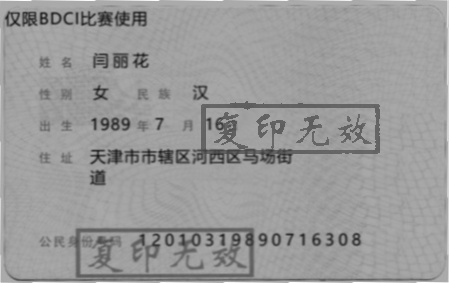 仅限BDCI比赛使用
姓名 闫丽花
性别 女 民族 汉
出生 1989 年 7 月 16
住址 天津市市辖区河西区马场街
道
公民身份号码 12010319890716308
复印无效
复印无效